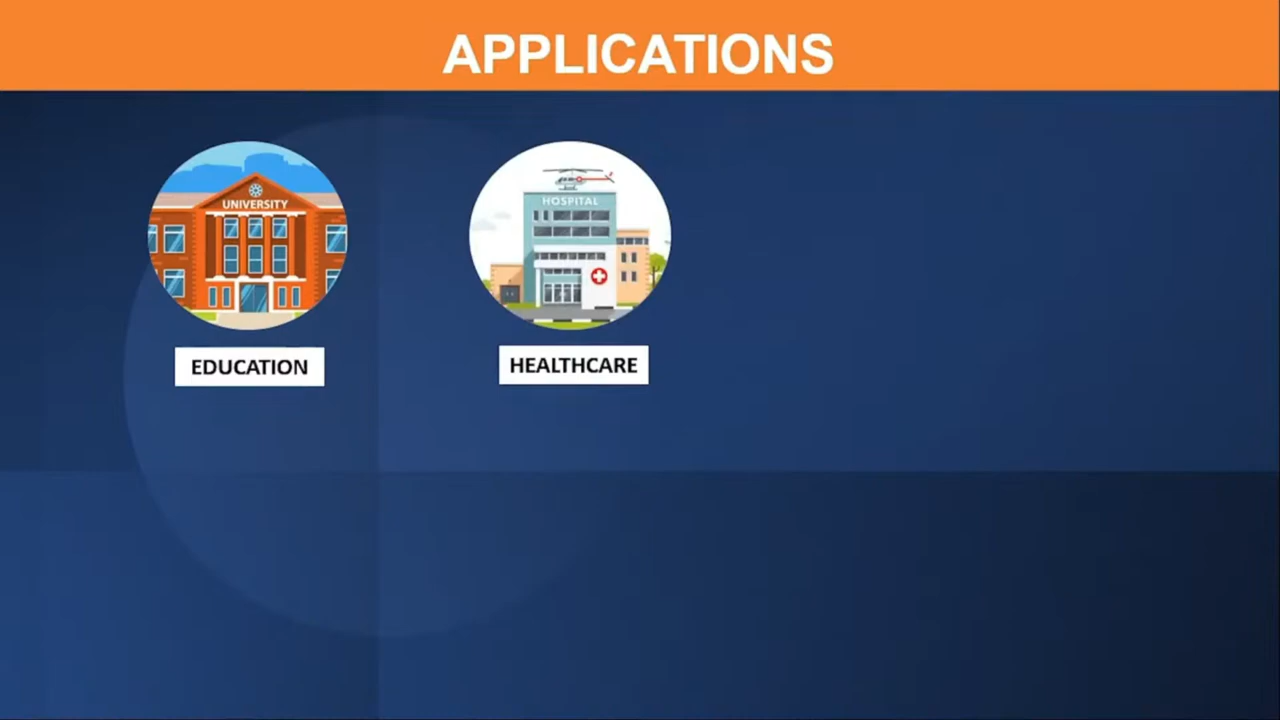 APPLICATIONS
UNIVERSITY
HOSPITAL
EDUCATION
HEALTHCARE